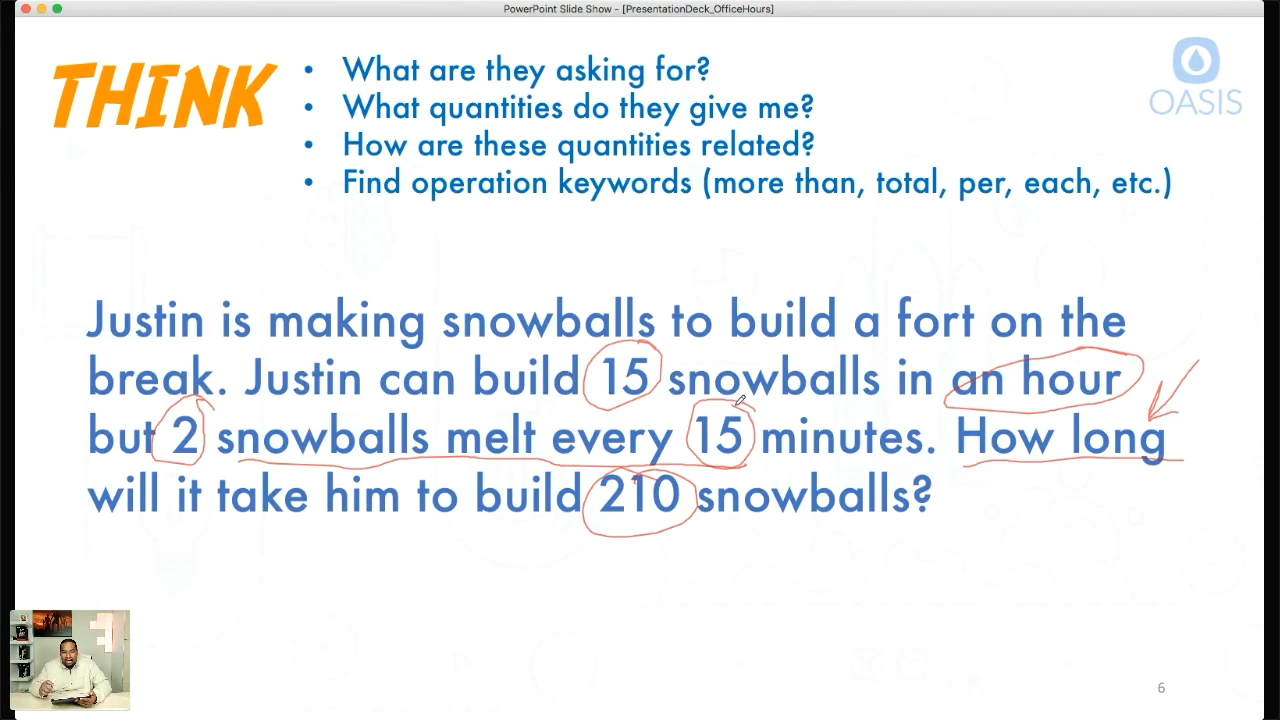 PowerPoint Slide Show - [PresentationDeck_OfficeHours]
THINK
• What are they asking for?
• What quantities do they give me?
• How are these quantities related?
• Find operation keywords (more than, total, per, each, etc.)
OASIS
Justin is making snowballs to build a fort on the
break. Justin can build 15 snowballs in an hour
but 2 snowballs melt every 15 minutes. How long
will it take him to build 210 snowballs?
6